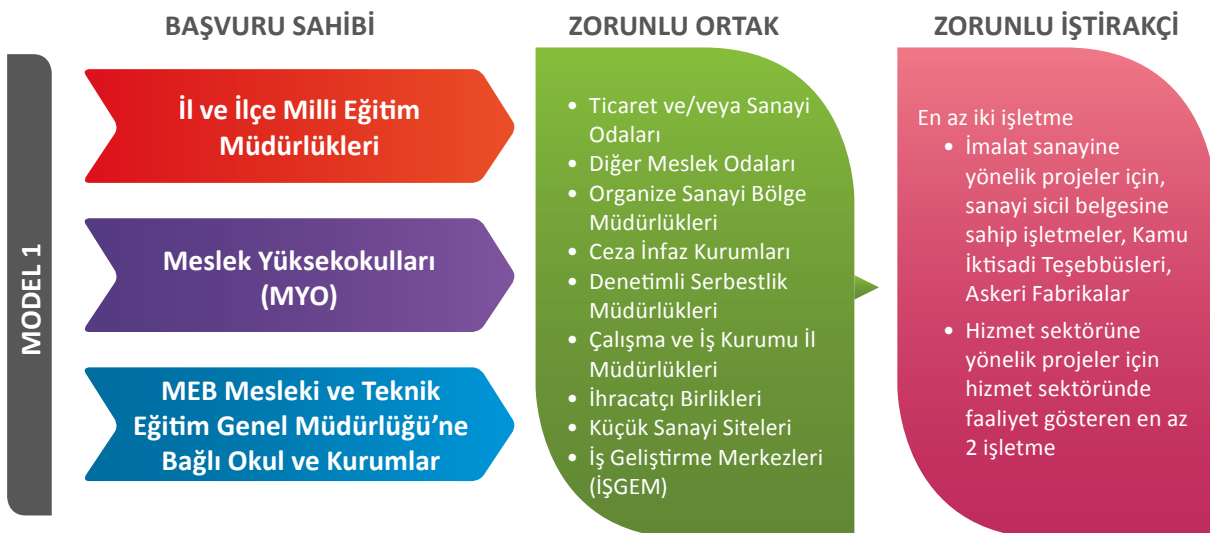 BAŞVURU SAHİBİ
ZORUNLU ORTAK
ZORUNLU İŞTİRAKÇİ
MODEL 1
İl ve İlçe Milli Eğitim
Müdürlükleri
Meslek Yüksekokulları
(MYO)
MEB Mesleki ve Teknik
Eğitim Genel Müdürlüğü’ne
Bağlı Okul ve Kurumlar
• Ticaret ve/veya Sanayi
Odaları
• Diğer Meslek Odaları
• Organize Sanayi Bölge
Müdürlükleri
• Ceza İnfaz Kurumları
• Denetimli Serbestlik
Müdürlükleri
• Çalışma ve İş Kurumu İl
Müdürlükleri
• İhracatçı Birlikleri
• Küçük Sanayi Siteleri
• İş Geliştirme Merkezleri
(İŞGEM)
En az iki işletme
• İmalat sanayine
yönelik projeler için,
sanayi sicil belgesine
sahip işletmeler, Kamu
İktisadi Teşebbüsleri,
Askeri Fabrikalar
• Hizmet sektörüne
yönelik projeler için
hizmet sektöründe
faaliyet gösteren en az
2 işletme